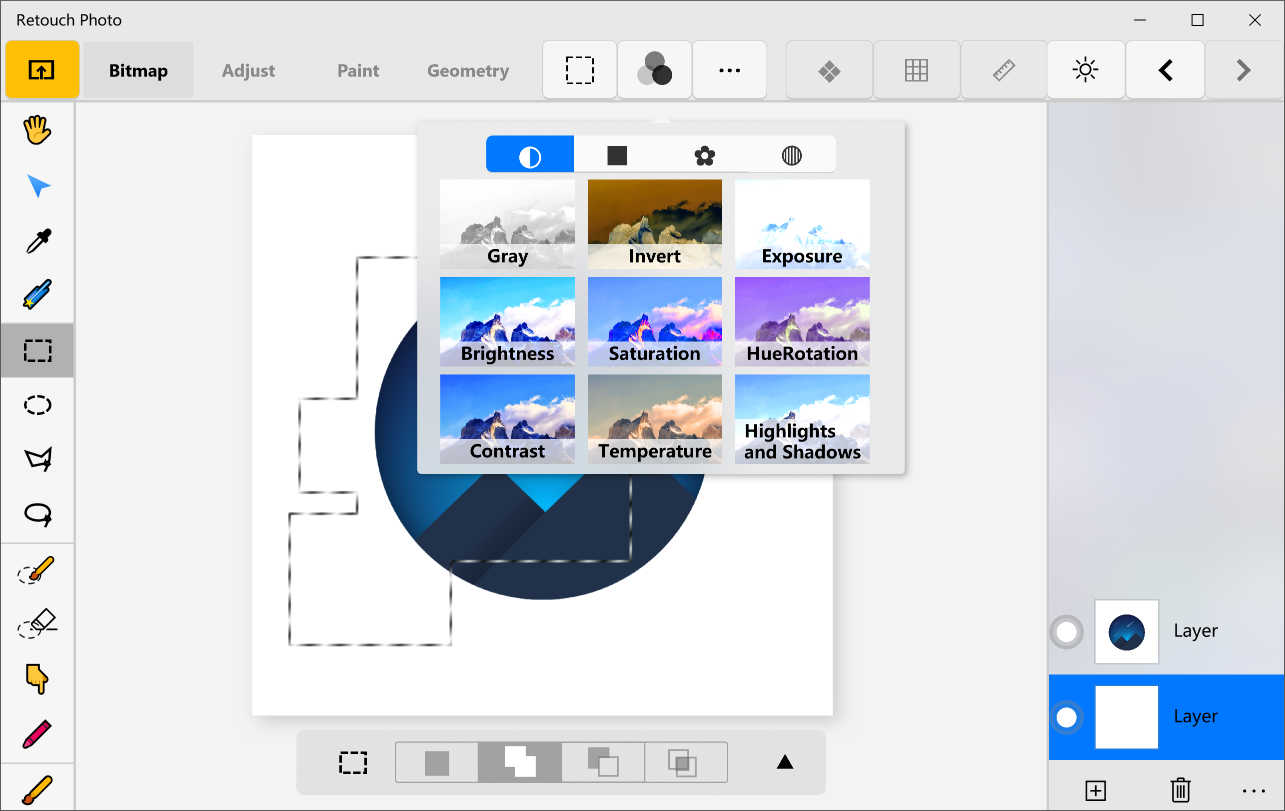 Retouch Photo
Bitmap
Adjust
Paint
Geometry
Gray
Invert
Exposure
Brightness
Saturation
HueRotation
Contrast
Temperature
Highlights
and Shadows
Layer
Layer